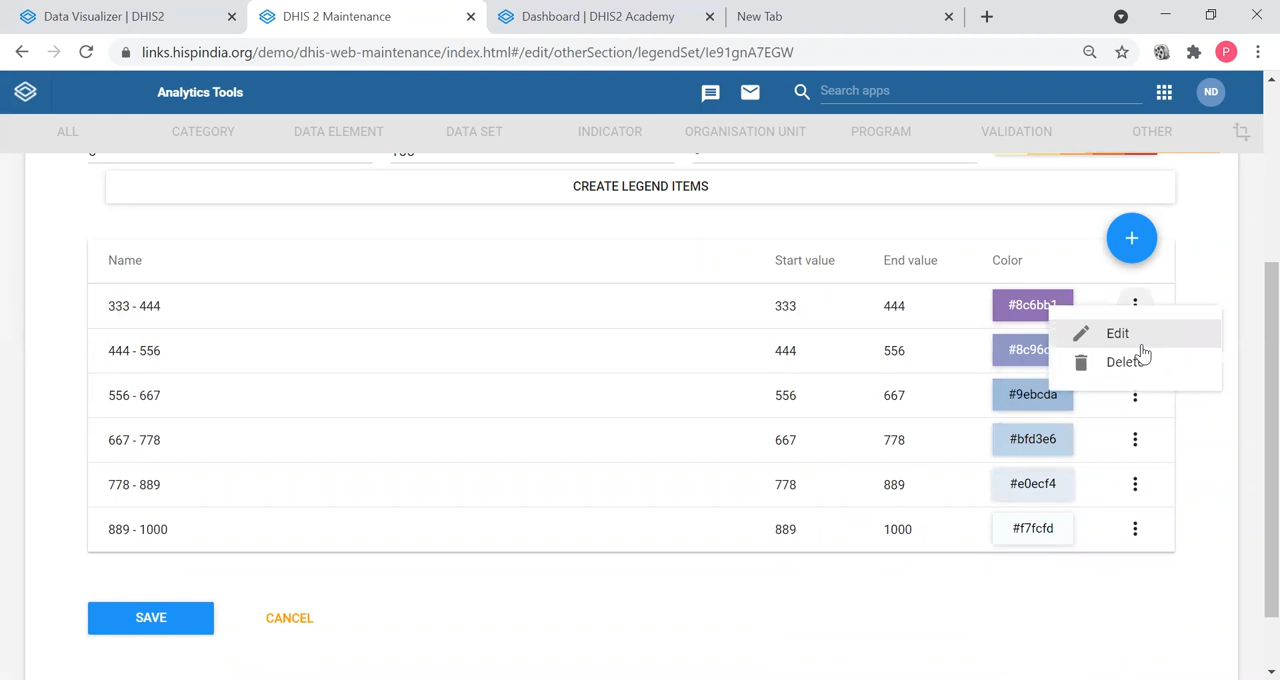 Data Visualizer | DHIS2
DHIS 2 Maintenance
Dashboard | DHIS2 Academy
New Tab
links.hispindia.org/demo/dhis-web-maintenance/index.html#/edit/otherSection/legendSet/Ie91gnA7EGW
P
Analytics Tools
Search apps
ND
ALL CATEGORY DATA ELEMENT DATA SET INDICATOR ORGANISATION UNIT PROGRAM VALIDATION OTHER
CREATE LEGEND ITEMS
+
Name Start value End value Color
333 - 444 333 444 #8c6bb1
Edit
444 - 556 444 556
Delete
556 - 667 556 667 #9ebcda
667 - 778 667 778 #bfd3e6
778 - 889 778 889 #e0ecf4
889 - 1000 889 1000 #f7fcfd
SAVE CANCEL